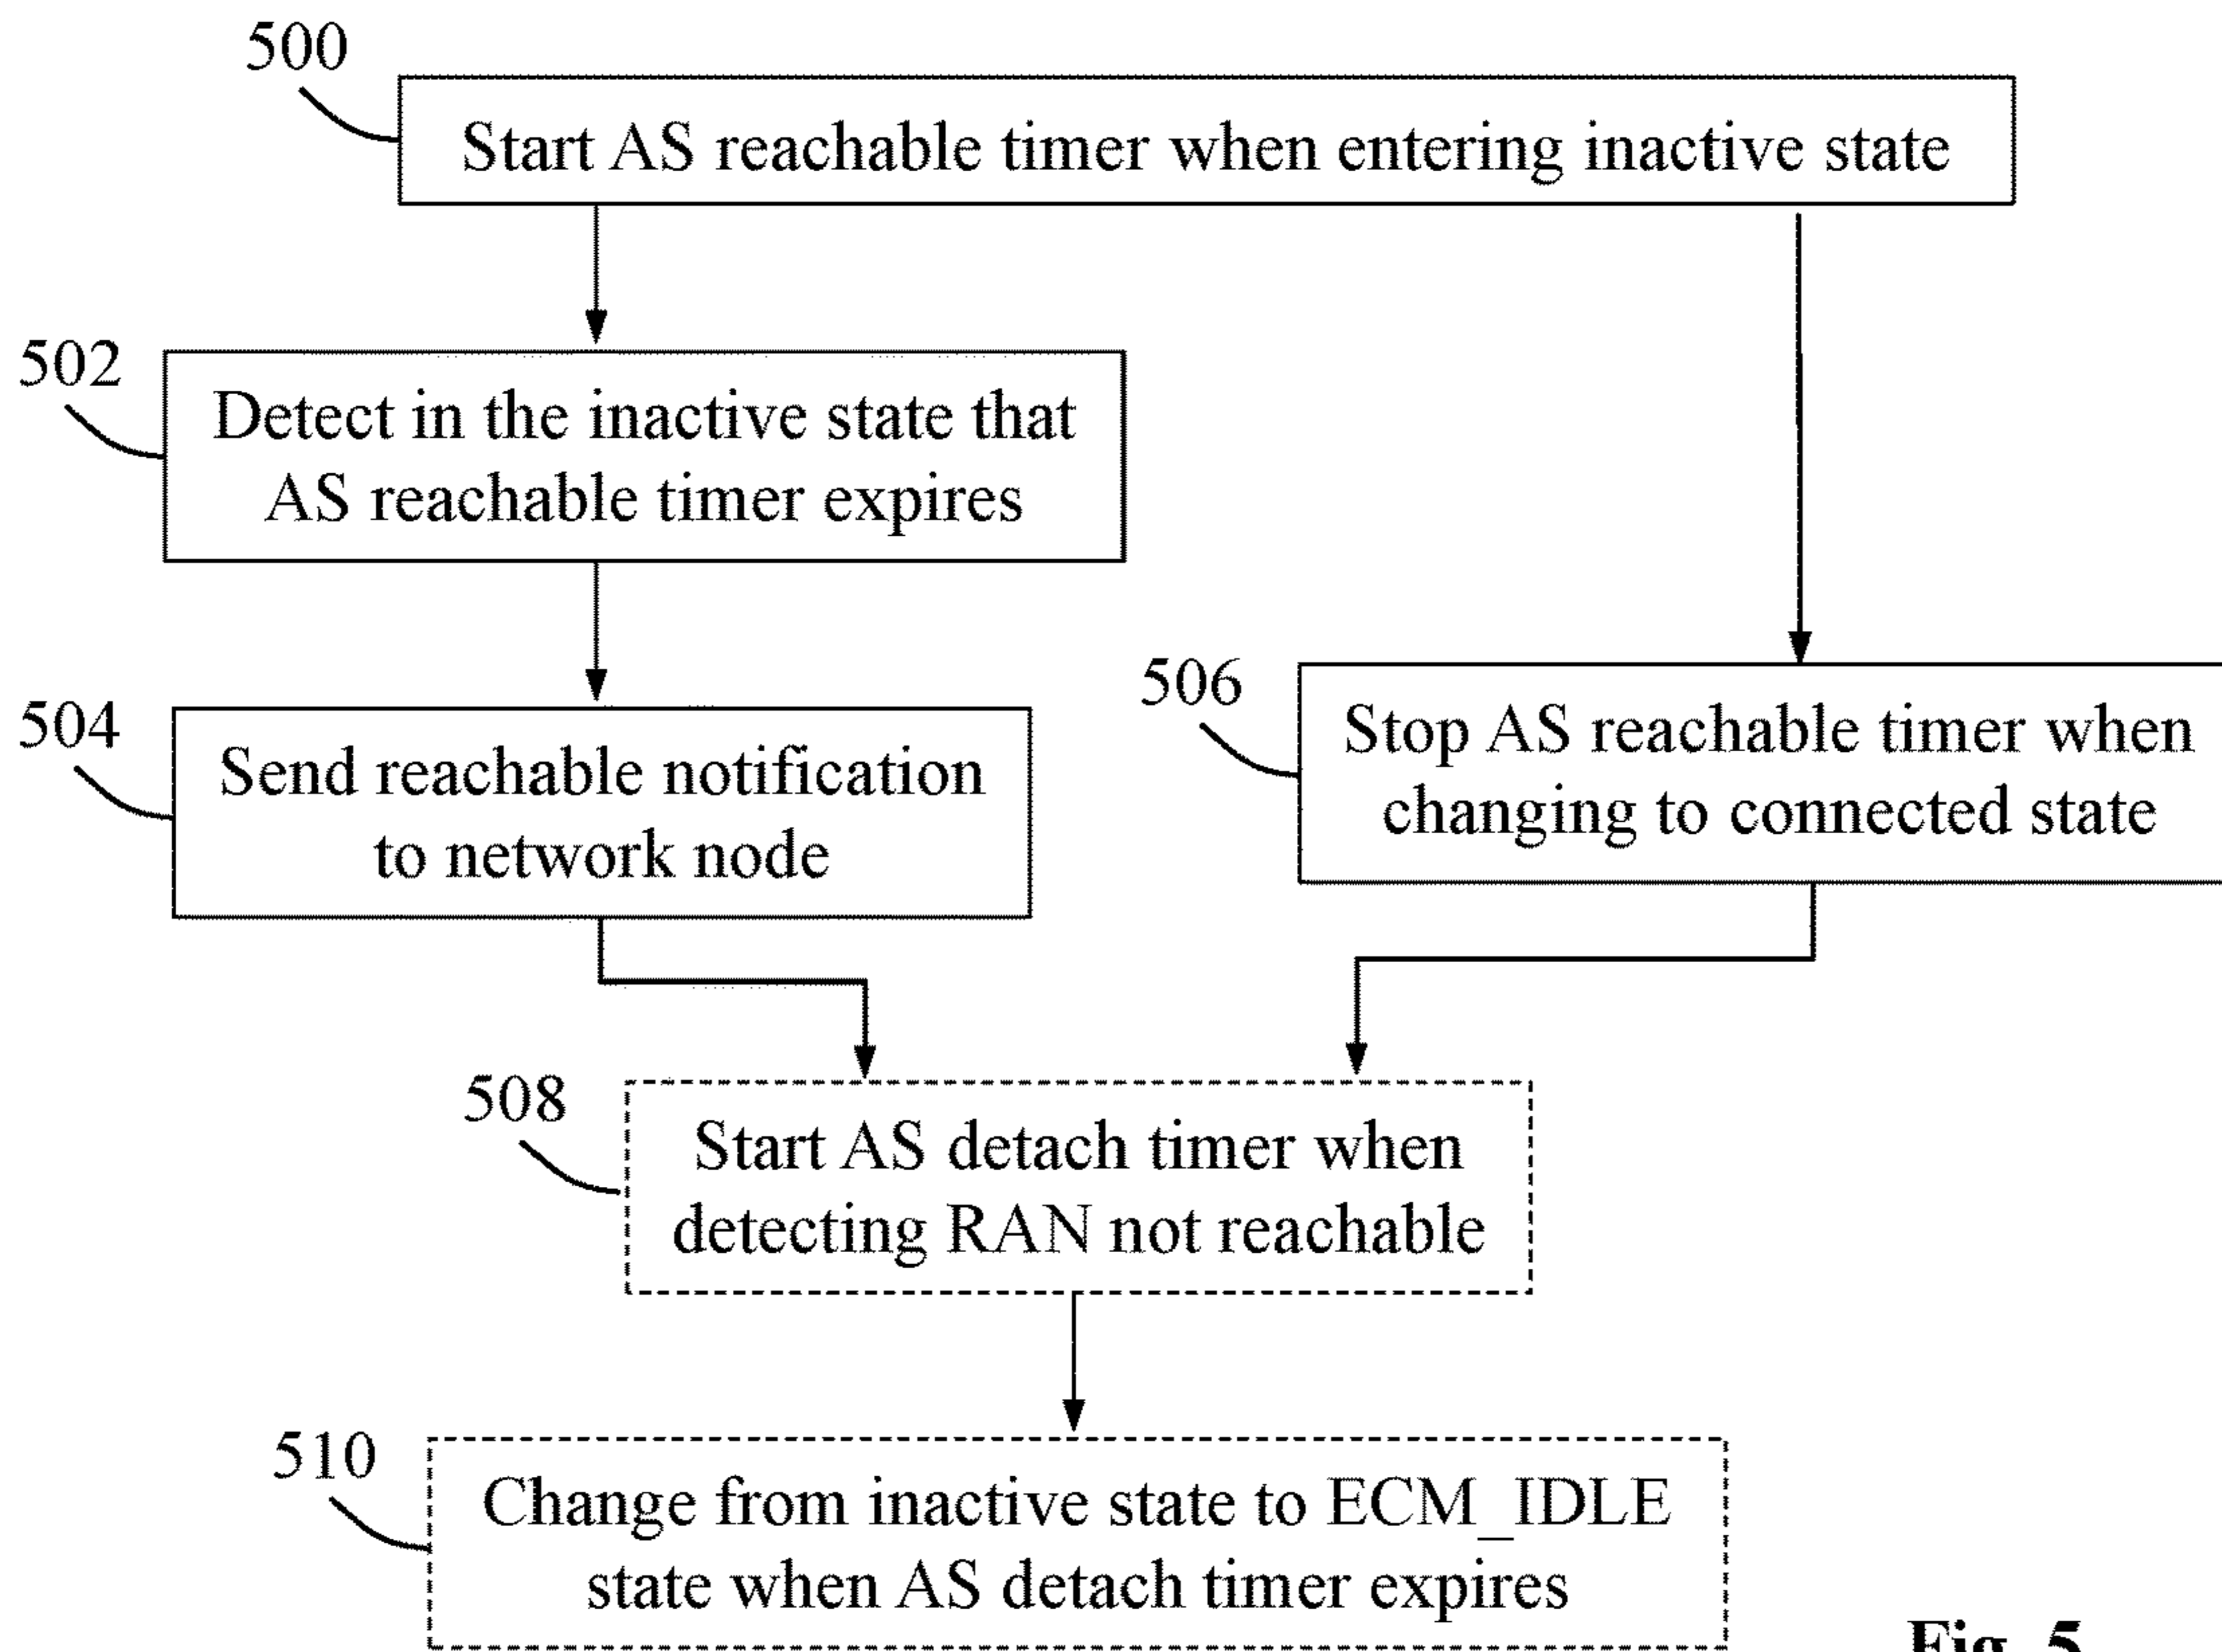 500
Start AS reachable timer when entering inactive state
502
Detect in the inactive state that
AS reachable timer expires
504
Send reachable notification
to network node
506
Stop AS reachable timer when
changing to connected state
508
Start AS detach timer when
detecting RAN not reachable
510
Change from inactive state to ECM_IDLE
state when AS detach timer expires
Fig. 5